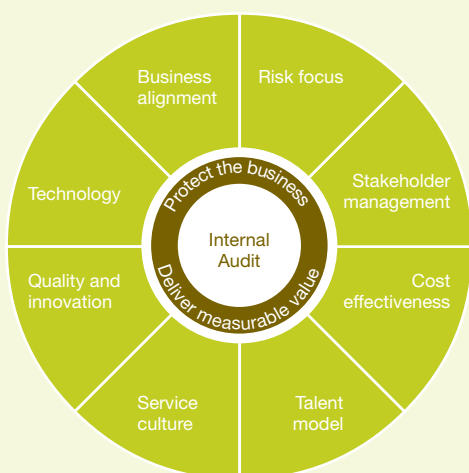 Business
alignment
Risk focus
Stakeholder
management
Cost
effectiveness
Talent
model
Service
culture
Quality and
innovation
Technology
Protect the business
Deliver measurable value
Internal
Audit